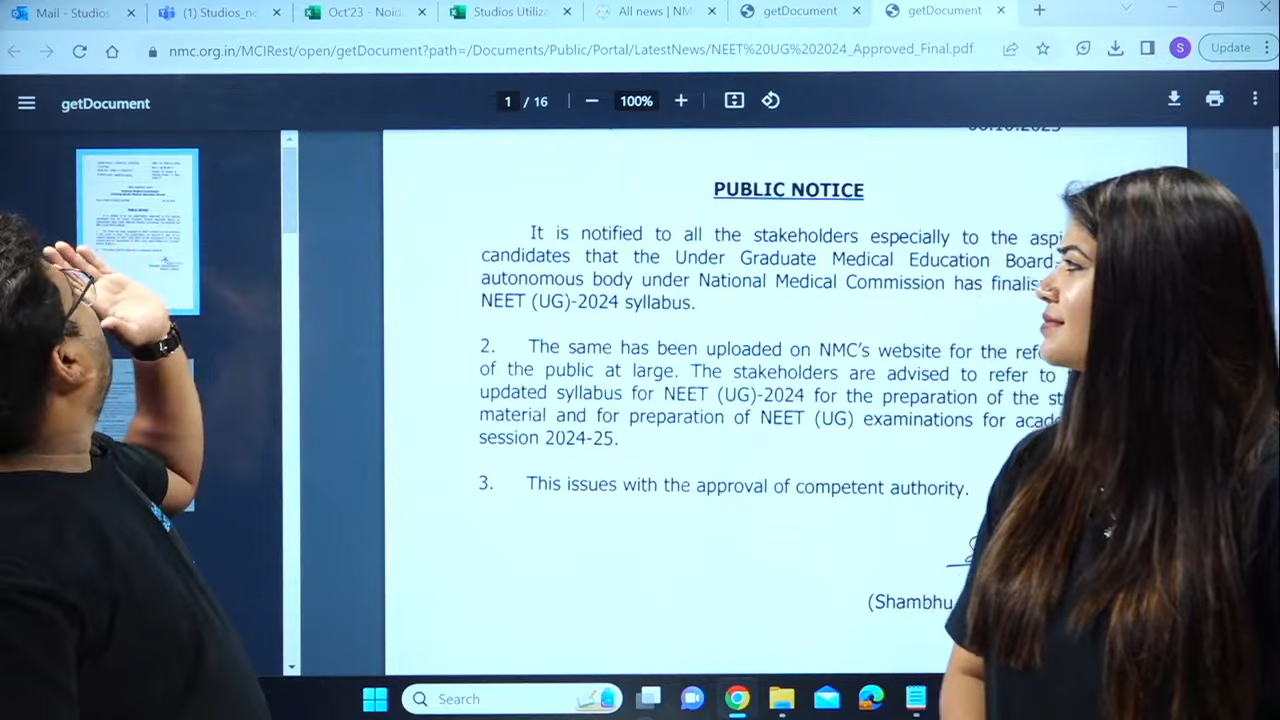 Mail - Studios
(1) Studios_n
Oct'23 - Noid
Studios Utiliza
All news | NM
getDocument
getDocument
nmc.org.in/MCIRest/open/getDocument?path=/Documents/Public/Portal/LatestNews/NEET%20UG%202024_Approved_Final.pdf
S
Update
getDocument
1 / 16
100%
06.10.2023
PUBLIC NOTICE
It is notified to all the stakeholders especially to the aspi
candidates that the Under Graduate Medical Education Board-
autonomous body under National Medical Commission has finalis
NEET (UG)-2024 syllabus.
2. The same has been uploaded on NMC's website for the refe
of the public at large. The stakeholders are advised to refer to
updated syllabus for NEET (UG)-2024 for the preparation of the st
material and for preparation of NEET (UG) examinations for acad
session 2024-25.
3. This issues with the approval of competent authority.
(Shambhu
Search